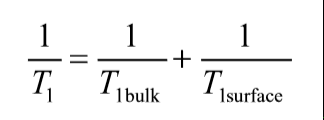 1/T₁ = 1/T₁bulk + 1/T₁surface